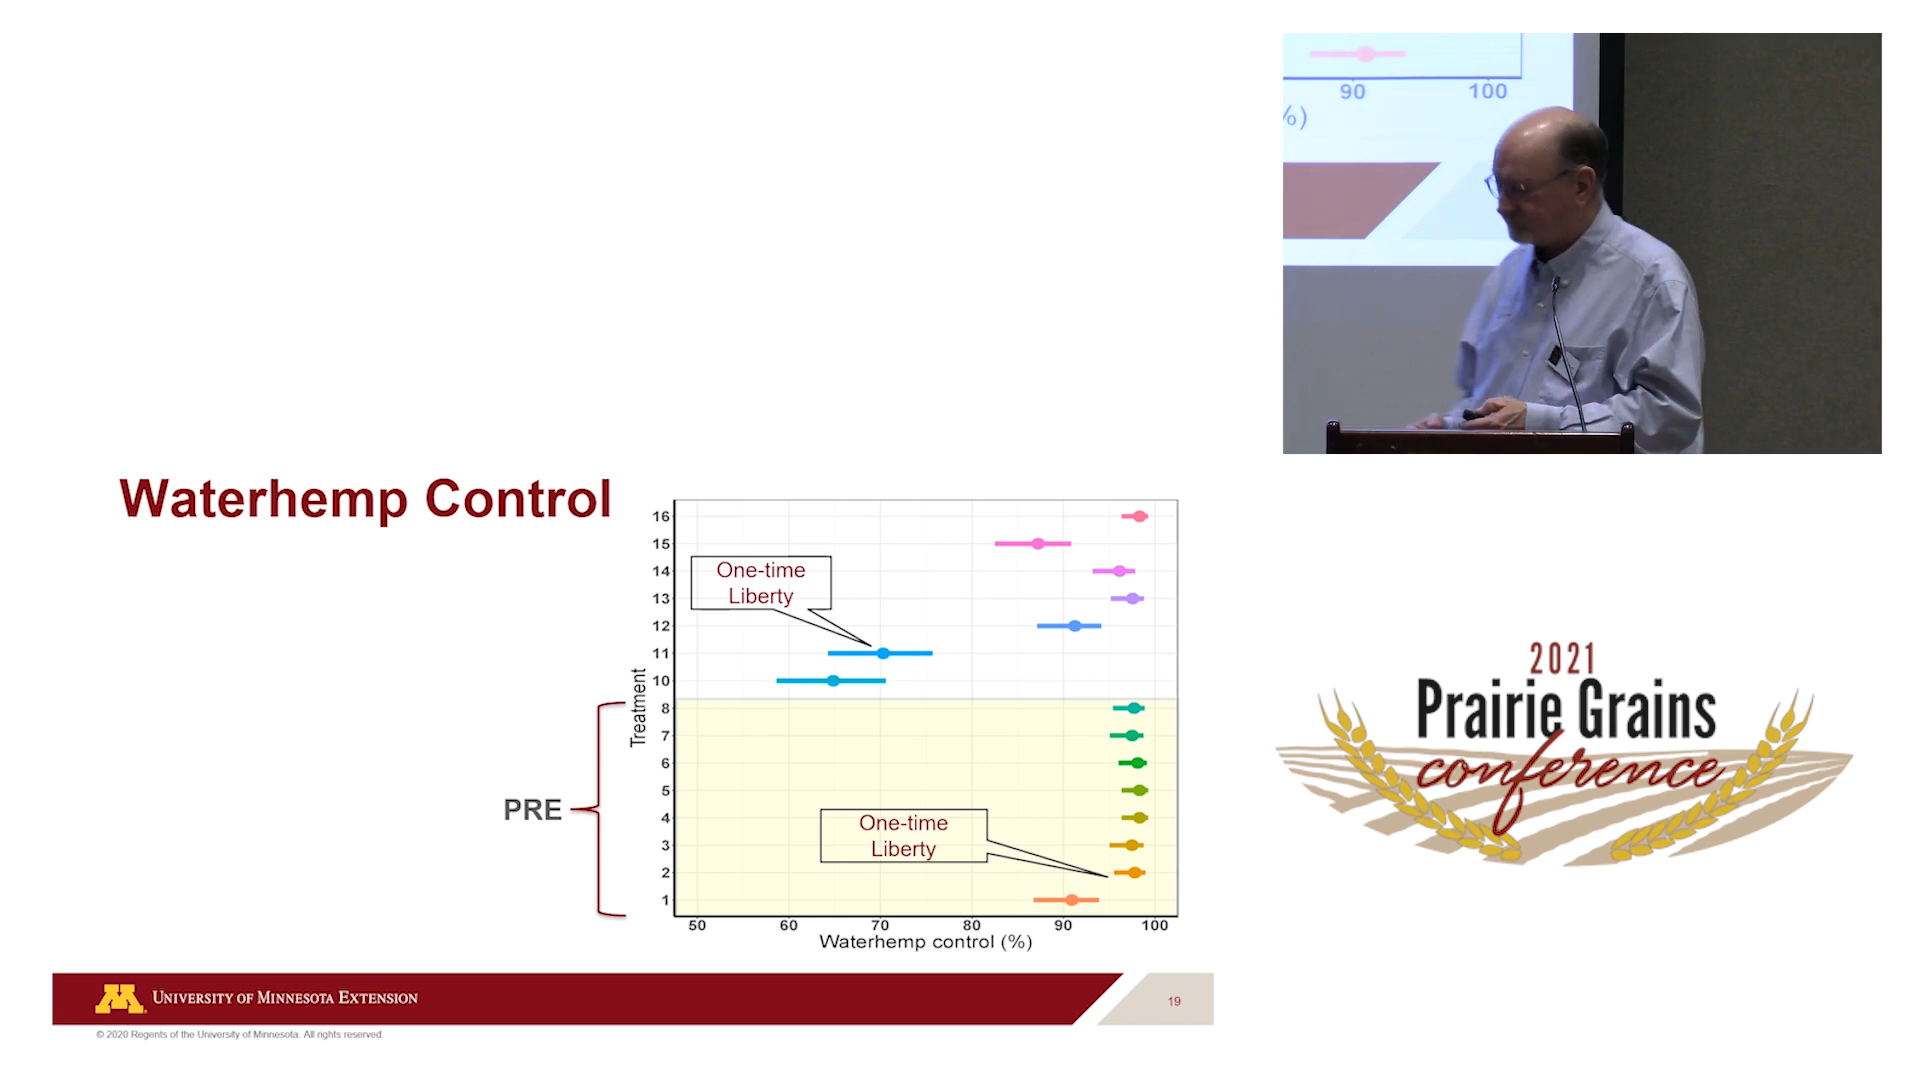 90
100
%)
Waterhemp Control
16
15
14
13
12
11
10
8
7
6
5
4
3
2
1
Treatment
One-time
Liberty
One-time
Liberty
PRE
50 60 70 80 90 100
Waterhemp control (%)
2021
Prairie Grains
conference
M
UNIVERSITY OF MINNESOTA EXTENSION
19
© 2020 Regents of the University of Minnesota. All rights reserved.